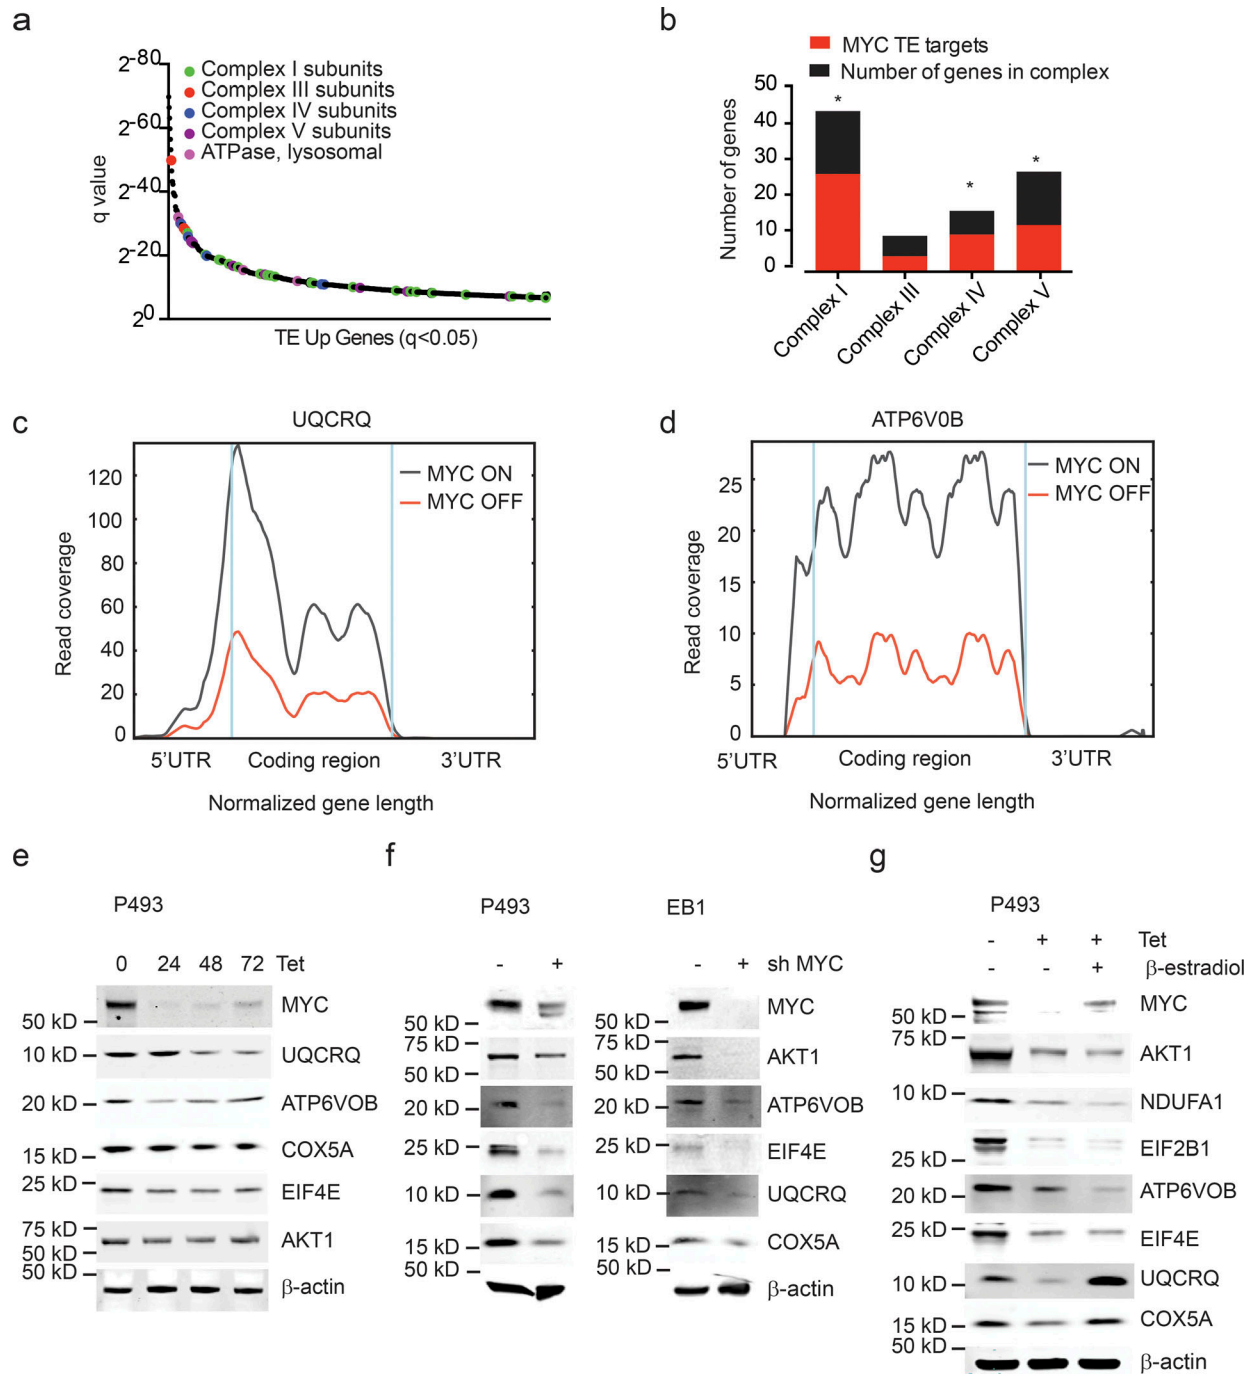 a
2-80
2-60
2-40
2-20
20
q value
Complex I subunits
Complex III subunits
Complex IV subunits
Complex V subunits
ATPase, lysosomal
TE Up Genes (q<0.05)
b
MYC TE targets
Number of genes in complex
50
40
30
20
10
0
Number of genes
*
*
*
Complex I
Complex III
Complex IV
Complex V
c
UQCRQ
MYC ON
MYC OFF
120
100
80
60
40
20
0
Read coverage
5'UTR Coding region 3'UTR
Normalized gene length
d
ATP6V0B
MYC ON
MYC OFF
25
20
15
10
5
0
Read coverage
5'UTR Coding region 3'UTR
Normalized gene length
e
P493
0 24 48 72 Tet
MYC
50 kD
10 kD UQCRQ
20 kD ATP6VOB
15 kD COX5A
25 kD EIF4E
75 kD AKT1
50 kD
50 kD
β-actin
f
P493 EB1
- + - + sh MYC
50 kD 50 kD MYC
75 kD 75 kD AKT1
50 kD 50 kD
20 kD 20 kD ATP6VOB
25 kD 25 kD EIF4E
10 kD 10 kD UQCRQ
15 kD 15 kD COX5A
50 kD 50 kD
β-actin
g
P493
- + + Tet
- - + β-estradiol
50 kD MYC
75 kD AKT1
10 kD NDUFA1
25 kD EIF2B1
20 kD ATP6VOB
25 kD EIF4E
10 kD UQCRQ
15 kD COX5A
50 kD
β-actin